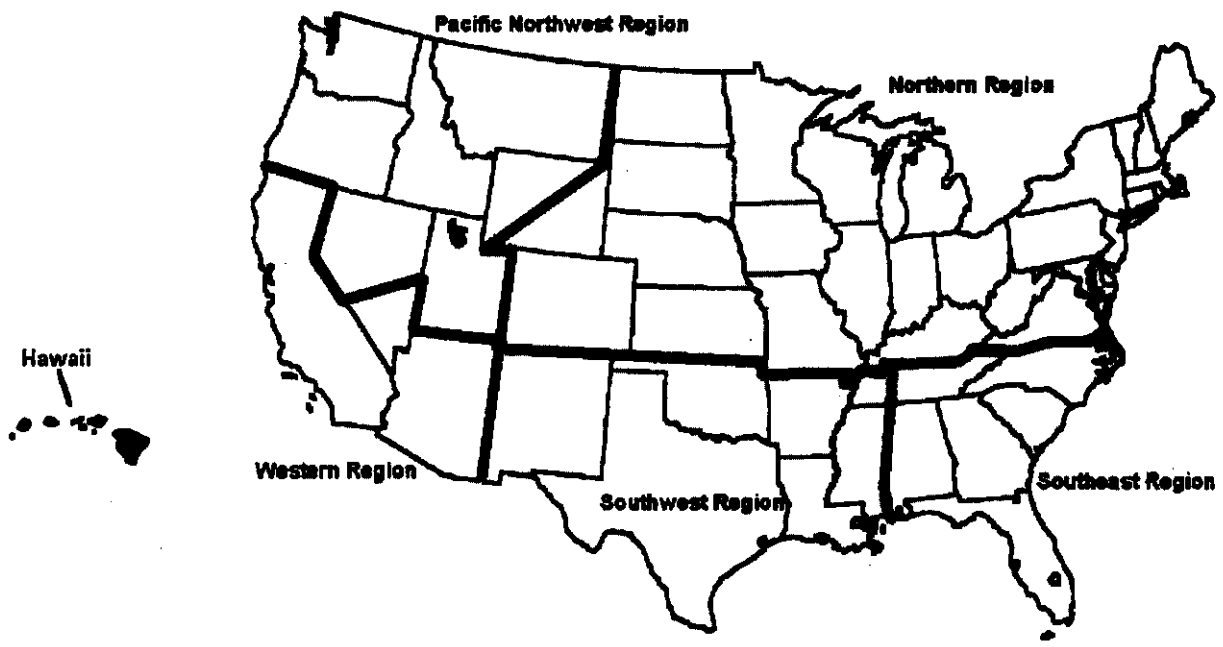 Pacific Northwest Region
Northern Region
Hawaii
Western Region
Southwest Region
Southeast Region